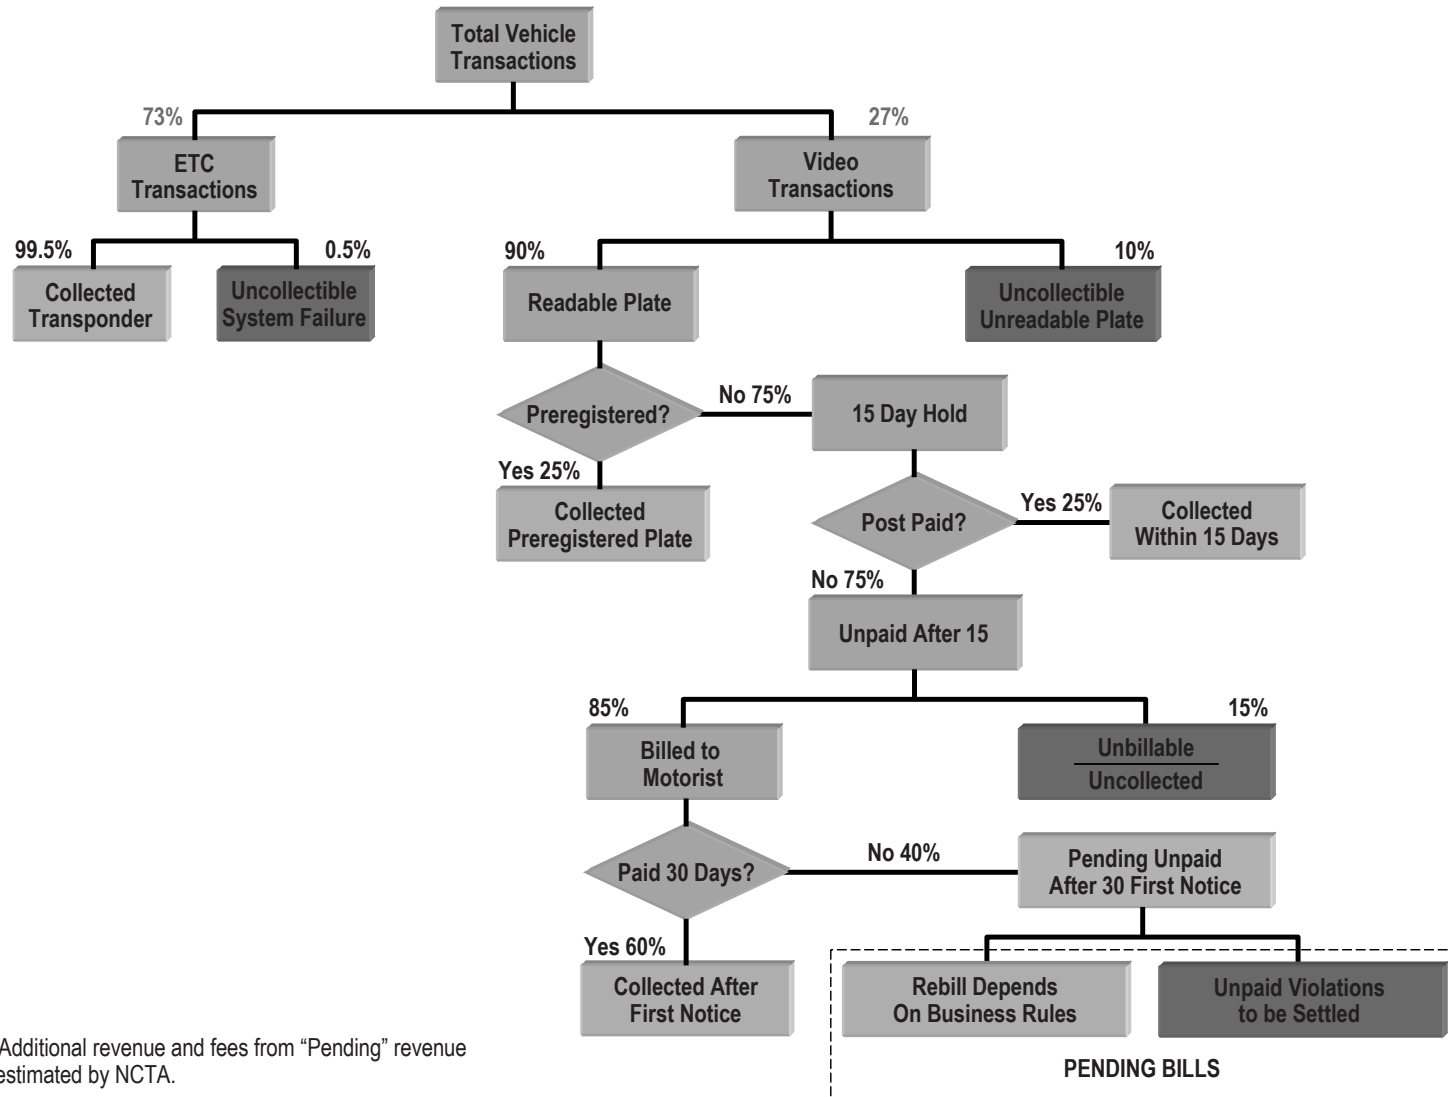 Total Vehicle
Transactions
73%
27%
ETC
Transactions
Video
Transactions
99.5%
0.5%
90%
10%
Collected
Transponder
Uncollectible
System Failure
Readable Plate
Uncollectible
Unreadable Plate
Preregistered?
No 75%
15 Day Hold
Yes 25%
Collected
Preregistered Plate
Post Paid?
Yes 25%
Collected
Within 15 Days
No 75%
Unpaid After 15
85%
15%
Billed to
Motorist
Unbillable
Uncollected
Paid 30 Days?
No 40%
Pending Unpaid
After 30 First Notice
Yes 60%
Collected After
First Notice
Rebill Depends
On Business Rules
Unpaid Violations
to be Settled
PENDING BILLS
Additional revenue and fees from “Pending” revenue
estimated by NCTA.